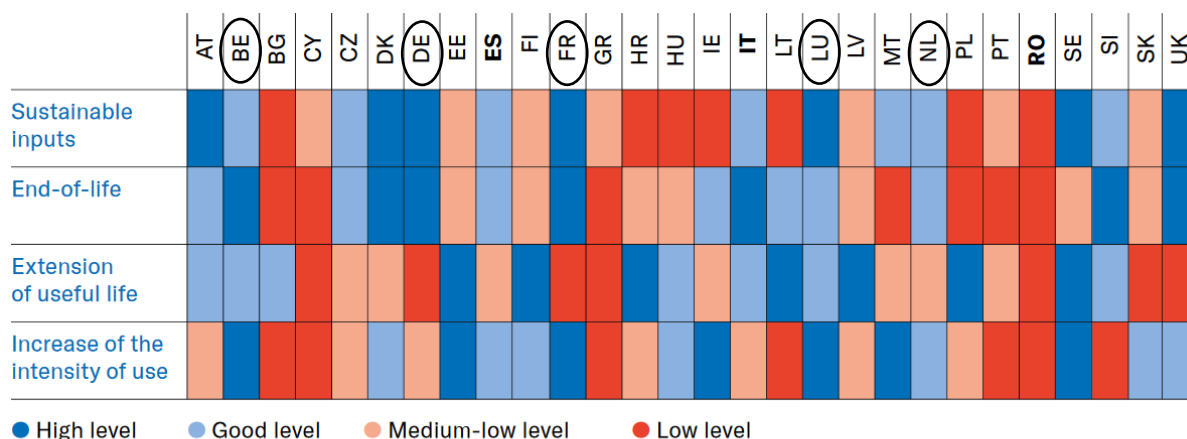 AT BE BG CY CZ DK DE EE ES FI FR GR HR HU IE IT LT LU LV MT NL PL PT RO SE SI SK UK
Sustainable
inputs
End-of-life
Extension
of useful life
Increase of the
intensity of use
High level Good level Medium-low level Low level